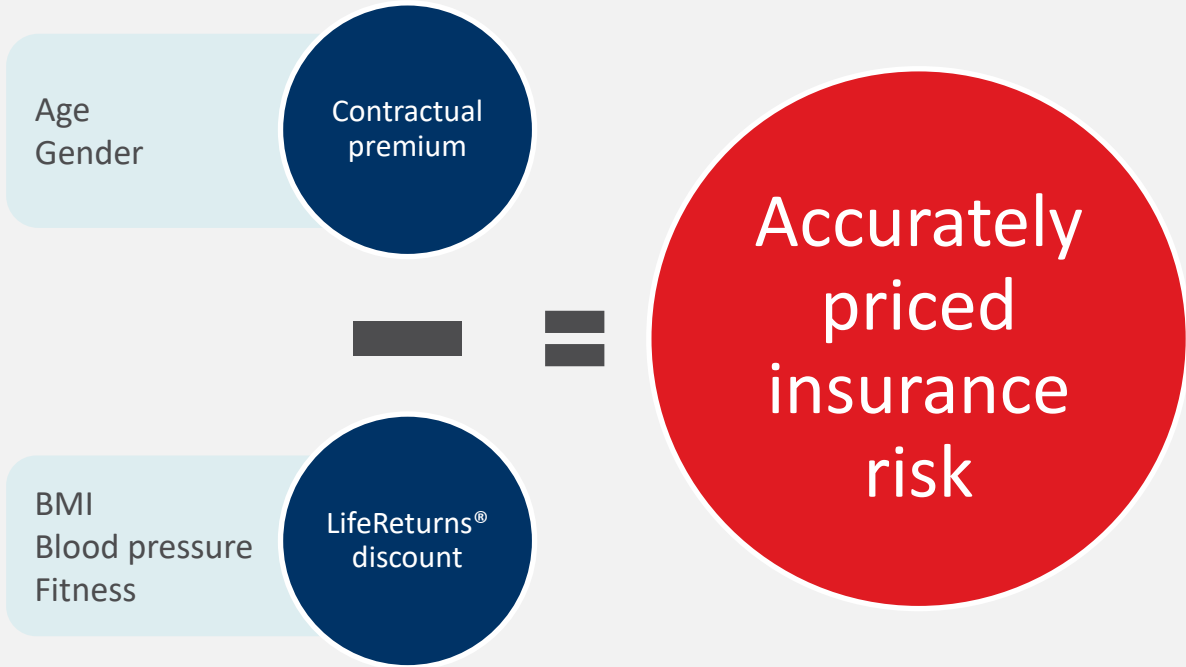 Age
Gender
Contractual
premium
BMI
Blood pressure
Fitness
LifeReturns®
discount
Accurately
priced
insurance
risk